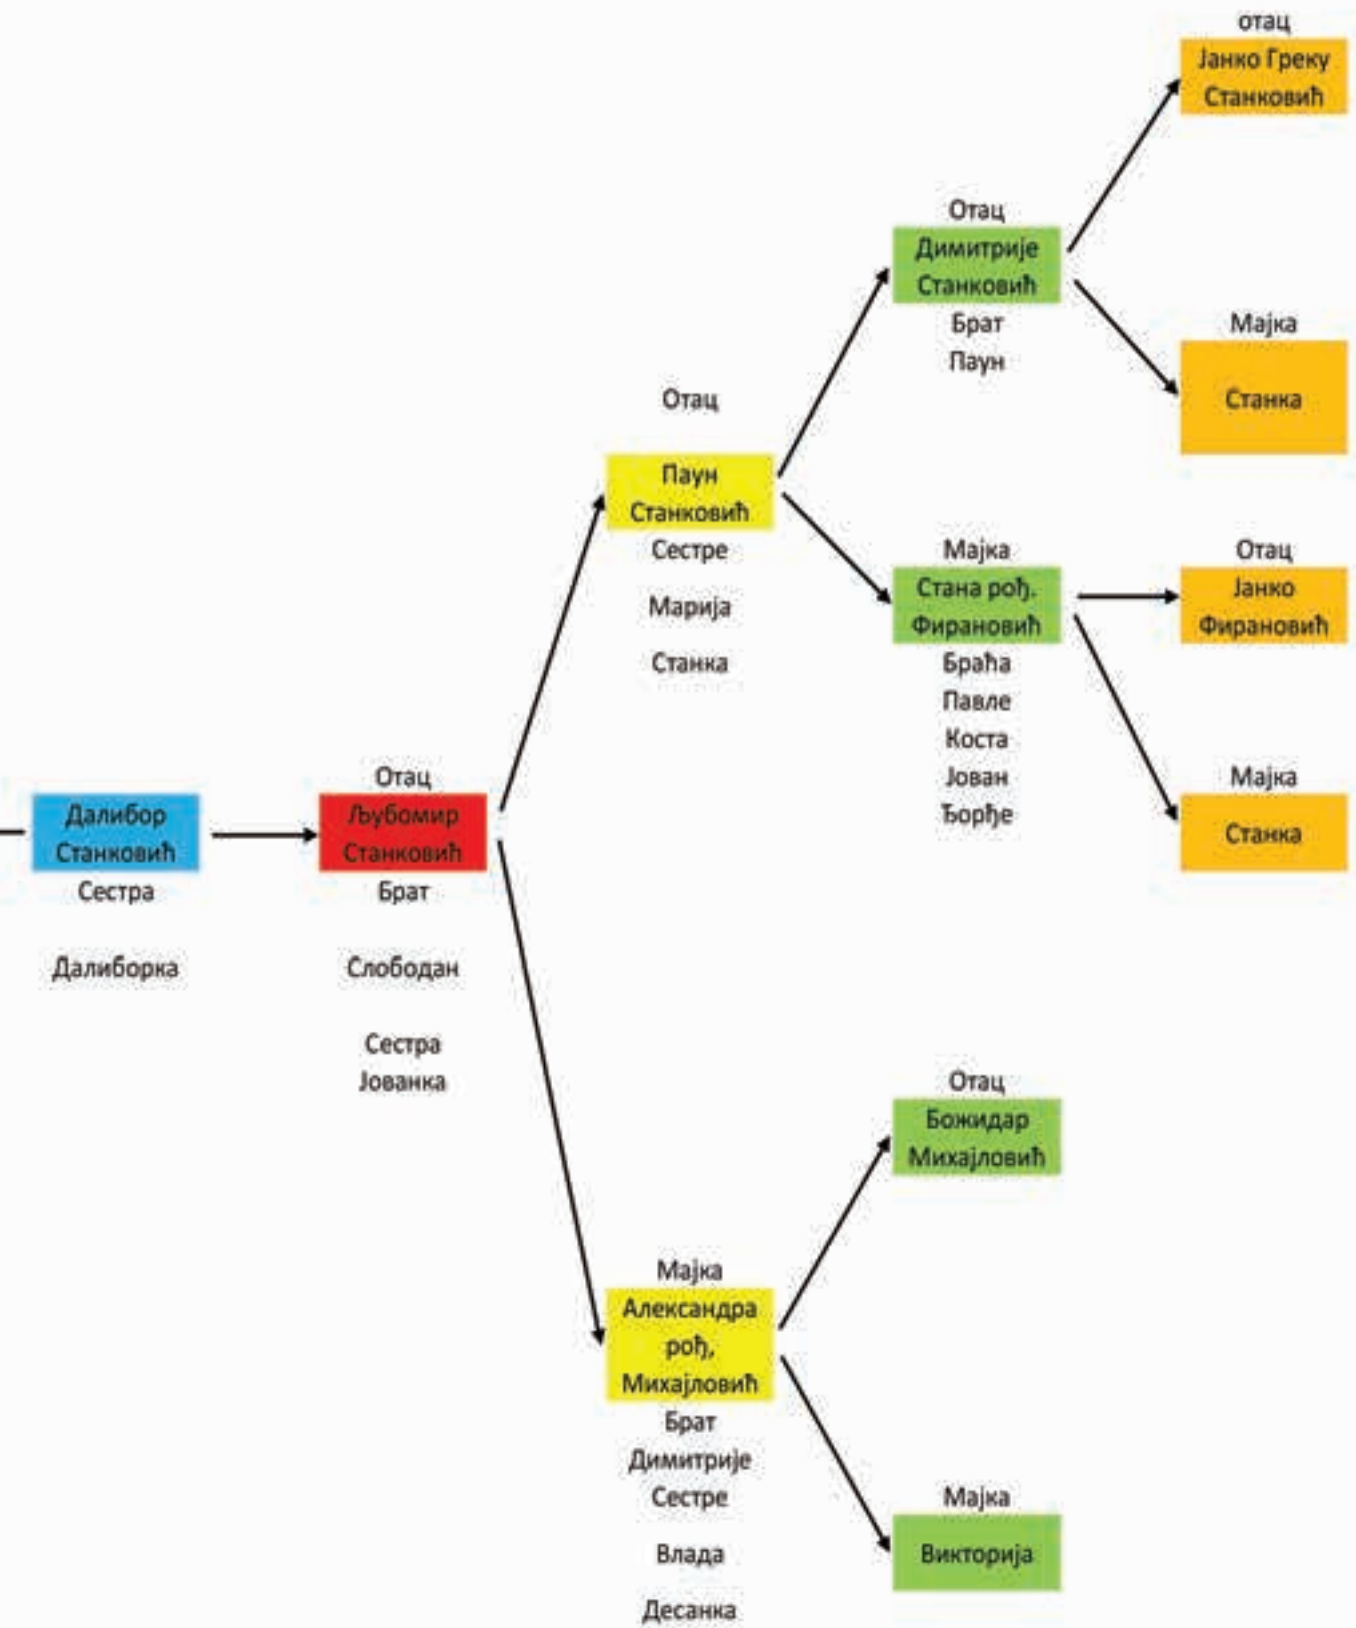 отац
Јанко Греку
Станковић
Отац
Димитрије
Станковић
Брат
Паун
Мајка
Станка
Отац
Паун
Станковић
Сестре
Марија
Станка
Мајка
Стана рођ.
Фирановић
Браћа
Павле
Коста
Јован
Ђорђе
Отац
Јанко
Фирановић
Мајка
Станка
Далибор
Станковић
Сестра
Далиборка
Отац
Љубомир
Станковић
Брат
Слободан
Сестра
Јованка
Отац
Божидар
Михајловић
Мајка
Александра
рођ,
Михајловић
Брат
Димитрије
Сестре
Влада
Десанка
Мајка
Викторија